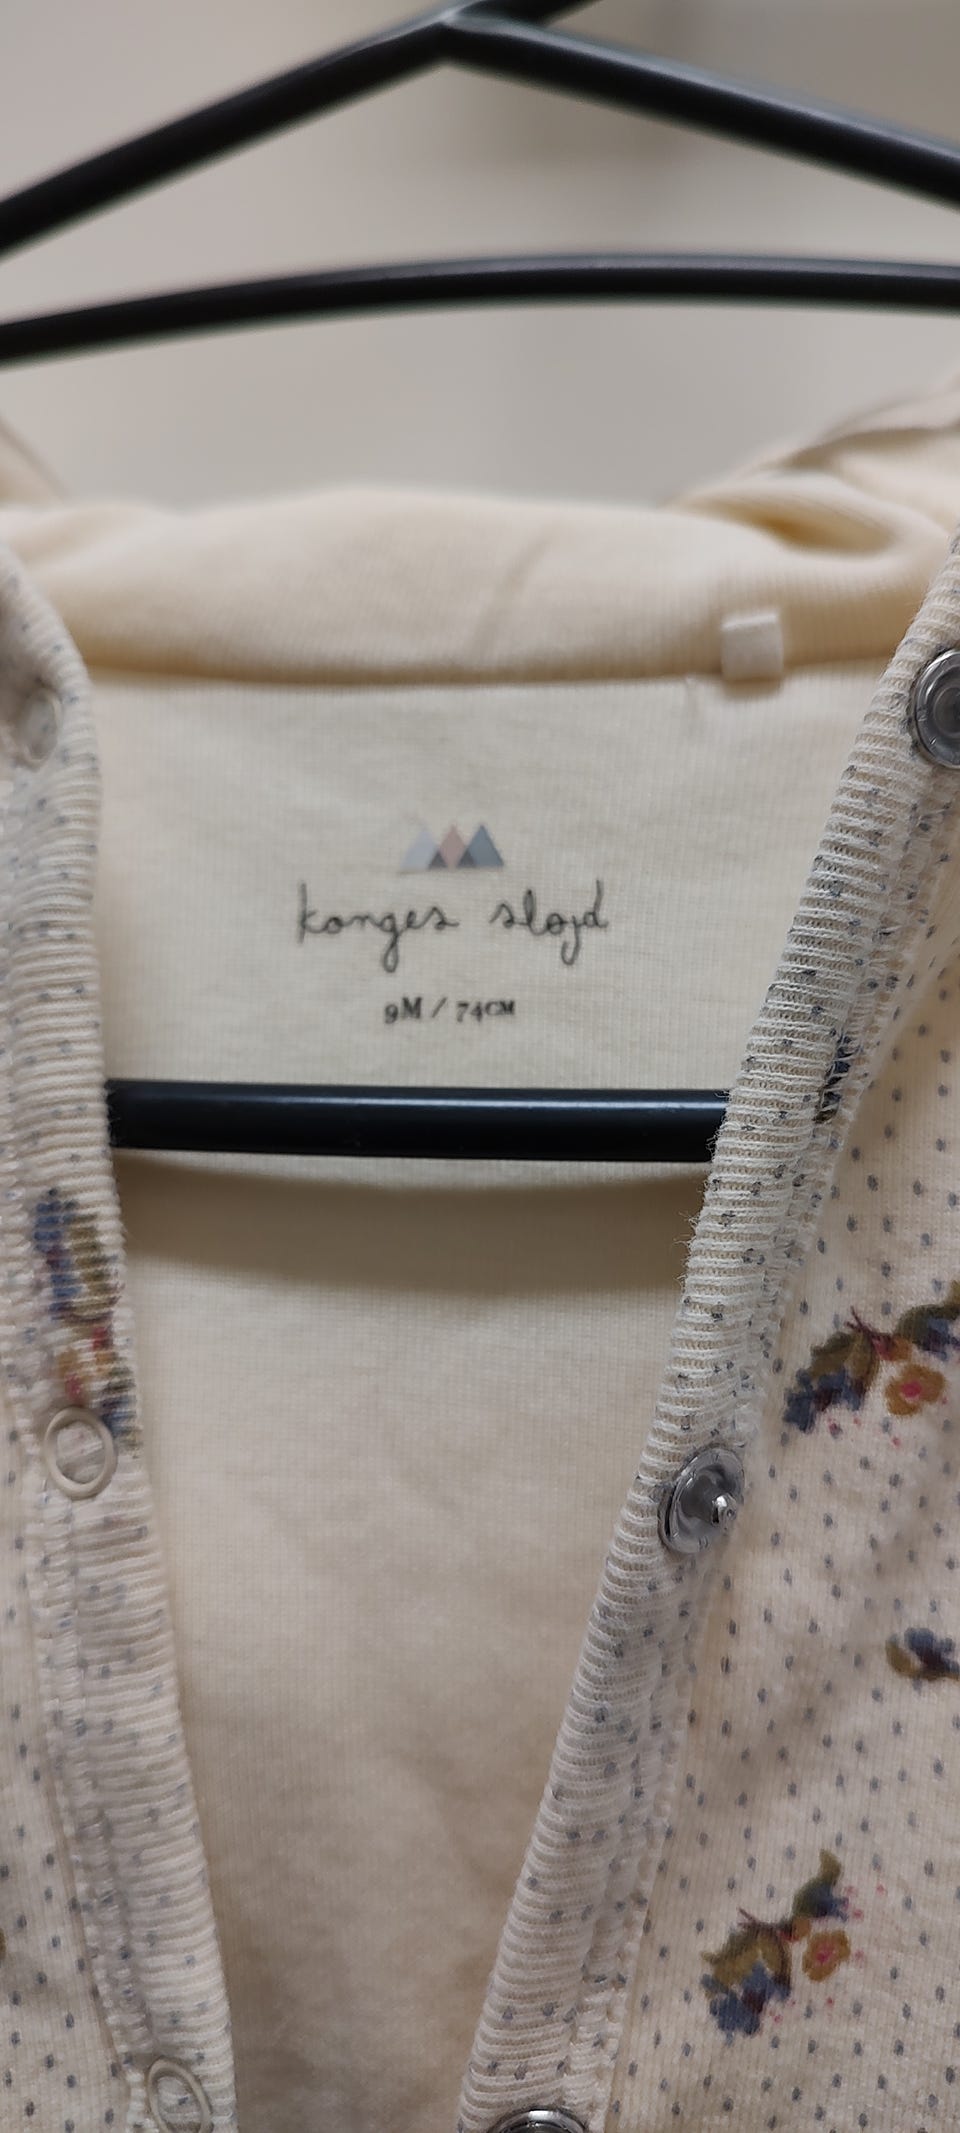 konges sløjd
9M / 74CM